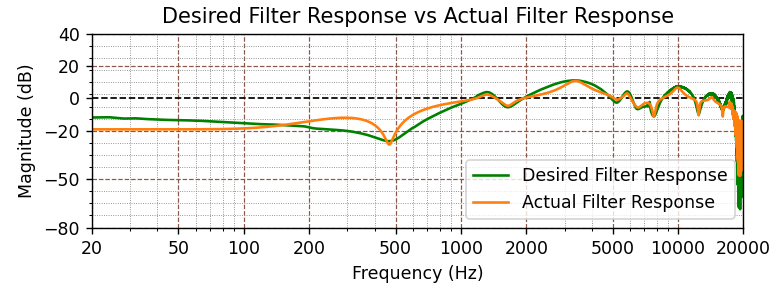 Desired Filter Response vs Actual Filter Response
Magnitude (dB)
40
20
0
−20
−50
−80
Desired Filter Response
Actual Filter Response
20 50 100 200 500 1000 2000 5000 10000 20000
Frequency (Hz)